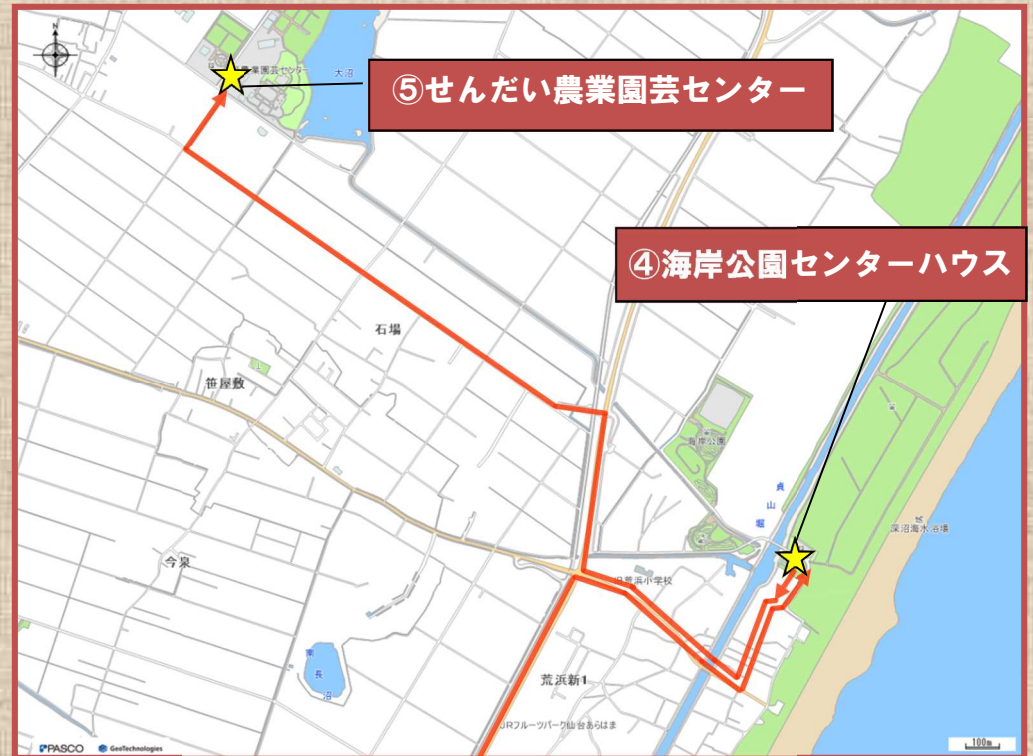 N
農業園芸センター
大沼
⑤せんだい農業園芸センター
④海岸公園センターハウス
石場
笹屋敷
海岸公園
貞山堀
深沼海水浴場
今泉
旧荒浜小学校
南長沼
荒浜新1
JRフルーツパーク仙台あらはま
PASCO GeoTechnologies
100m